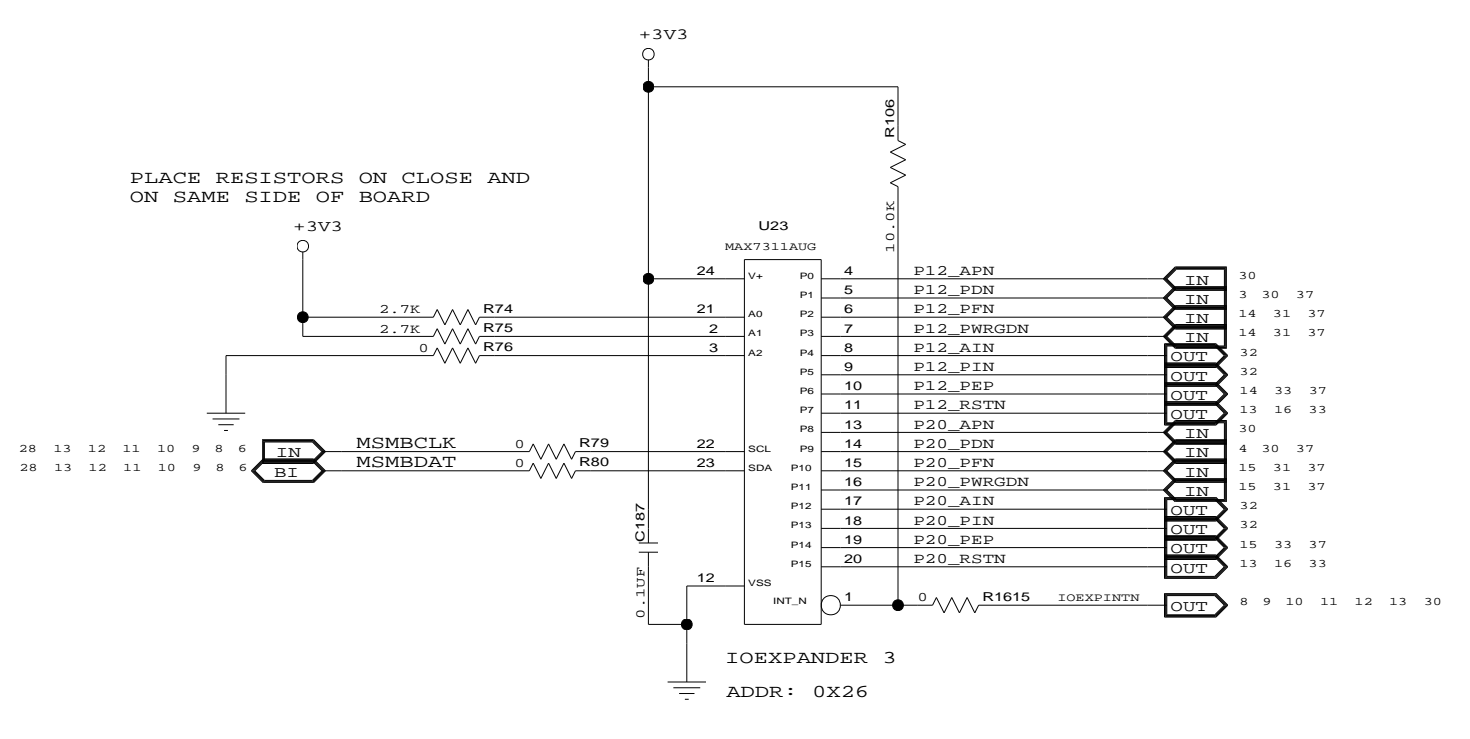 +3V3
R106
10.0K
PLACE RESISTORS ON CLOSE AND
ON SAME SIDE OF BOARD
+3V3
U23
MAX7311AUG
24 V+ P0 4 P12_APN IN 30
P1 5 P12_PDN IN 3 30 37
2.7K R74 21 A0 P2 6 P12_PFN IN 14 31 37
2.7K R75 2 A1 P3 7 P12_PWRGDN IN 14 31 37
0 R76 3 A2 P4 8 P12_AIN OUT 32
P5 9 P12_PIN OUT 32
P6 10 P12_PEP OUT 14 33 37
P7 11 P12_RSTN OUT 13 16 33
P8 13 P20_APN IN 30
28 13 12 11 10 9 8 6 IN MSMBCLK 0 R79 22 SCL P9 14 P20_PDN IN 4 30 37
28 13 12 11 10 9 8 6 BI MSMBDAT 0 R80 23 SDA P10 15 P20_PFN IN 15 31 37
P11 16 P20_PWRGDN IN 15 31 37
P12 17 P20_AIN OUT 32
P13 18 P20_PIN OUT 32
P14 19 P20_PEP OUT 15 33 37
P15 20 P20_RSTN OUT 13 16 33
C187
0.1UF
12 VSS
INT_N 1 0 R1615 IOEXPINTN OUT 8 9 10 11 12 13 30
IOEXPANDER 3
ADDR: 0X26